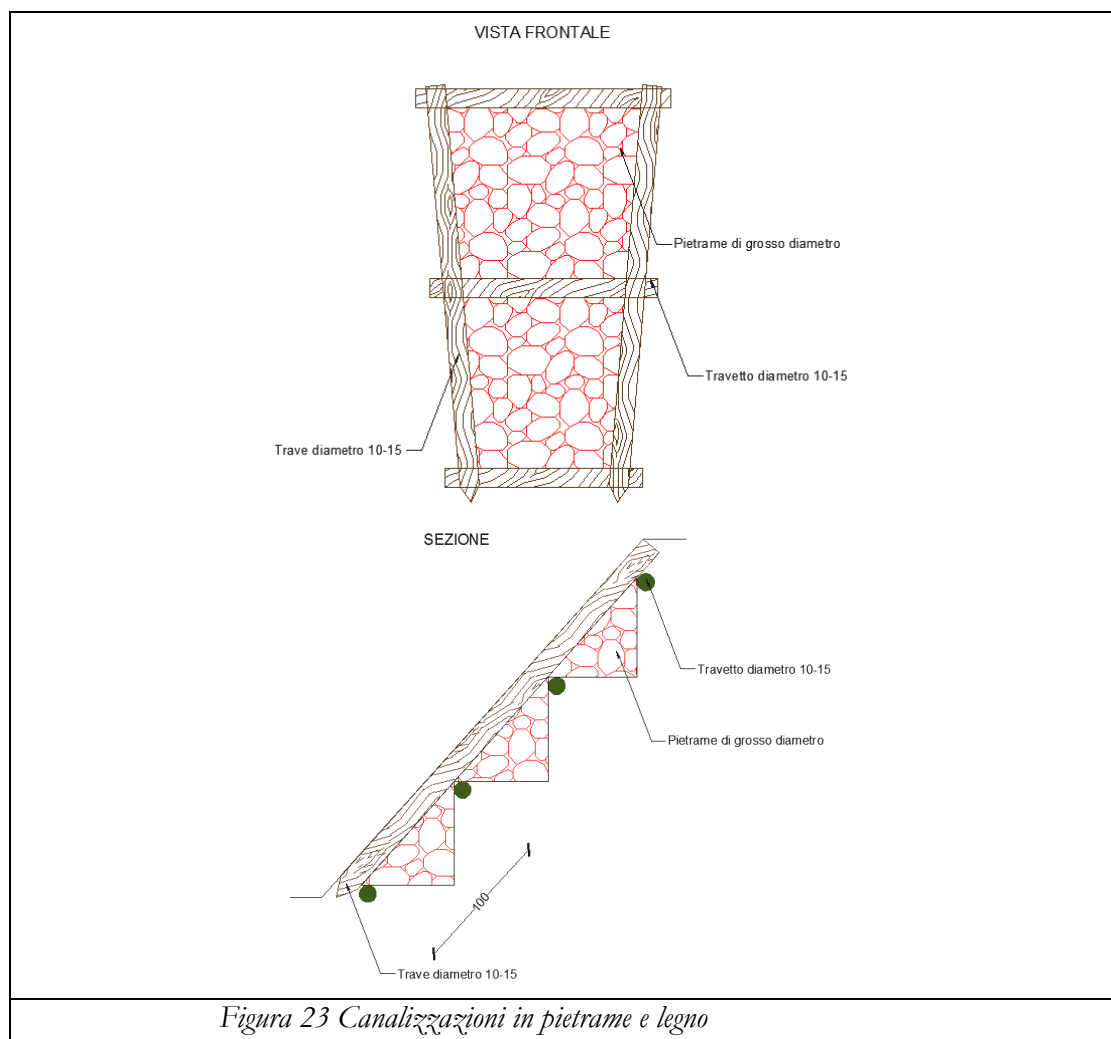 VISTA FRONTALE
Pietrame di grosso diametro
Travetto diametro 10-15
Trave diametro 10-15
SEZIONE
Travetto diametro 10-15
Pietrame di grosso diametro
100
Trave diametro 10-15
Figura 23 Canalizzazioni in pietrame e legno